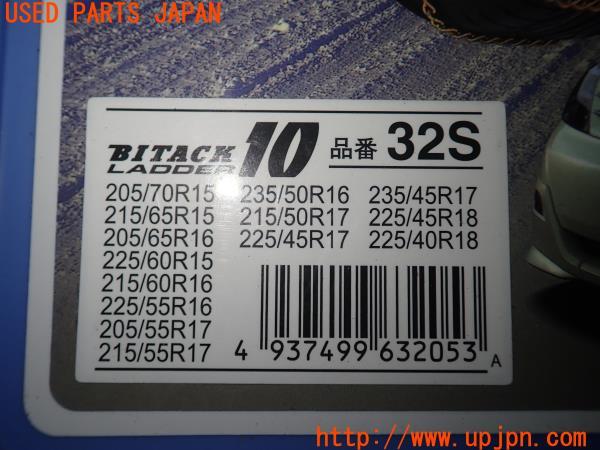 USED PARTS JAPAN
BITACK LADDER 10 品番 32S
205/70R15 235/50R16 235/45R17
215/65R15 215/50R17 225/45R18
205/65R16 225/45R17 225/40R18
225/60R15
215/60R16
225/55R16
205/55R17
215/55R17
4 937499 632053 A
www.upjpn.com